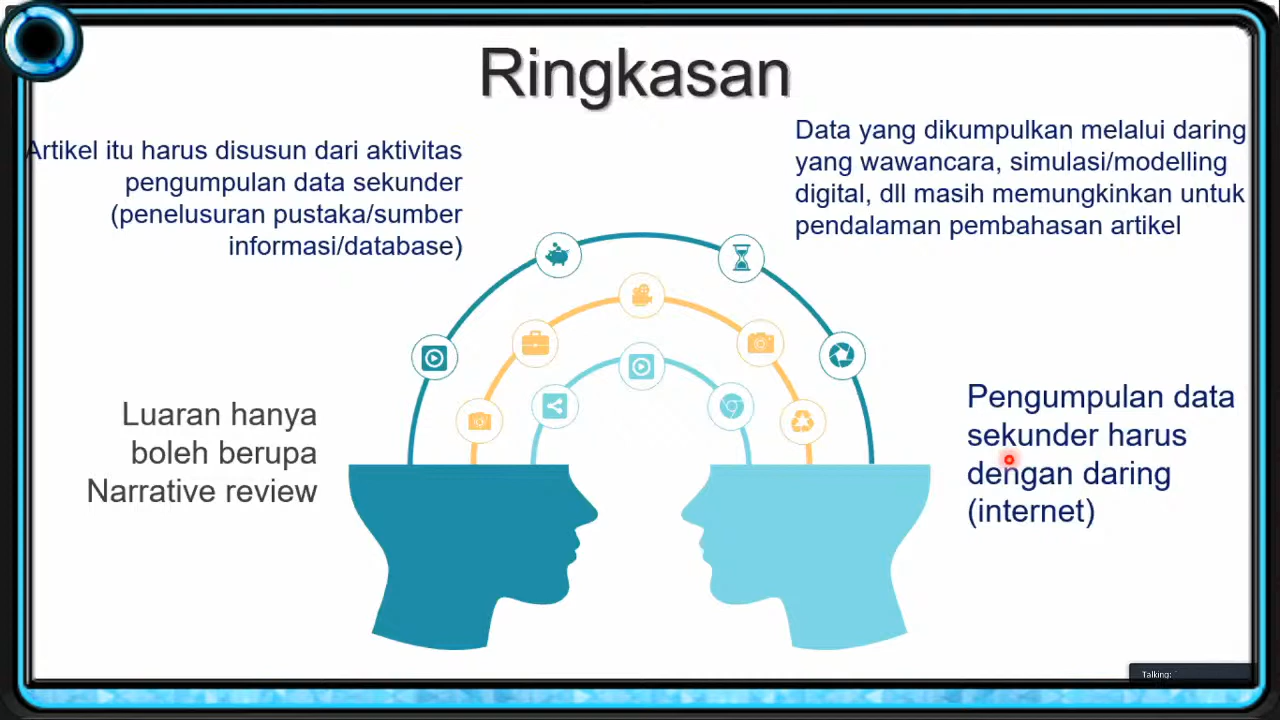 Ringkasan
Artikel itu harus disusun dari aktivitas
pengumpulan data sekunder
(penelusuran pustaka/sumber
informasi/database)
Data yang dikumpulkan melalui daring
yang wawancara, simulasi/modelling
digital, dll masih memungkinkan untuk
pendalaman pembahasan artikel
Luaran hanya
boleh berupa
Narrative review
Pengumpulan data
sekunder harus
dengan daring
(internet)
Talking: